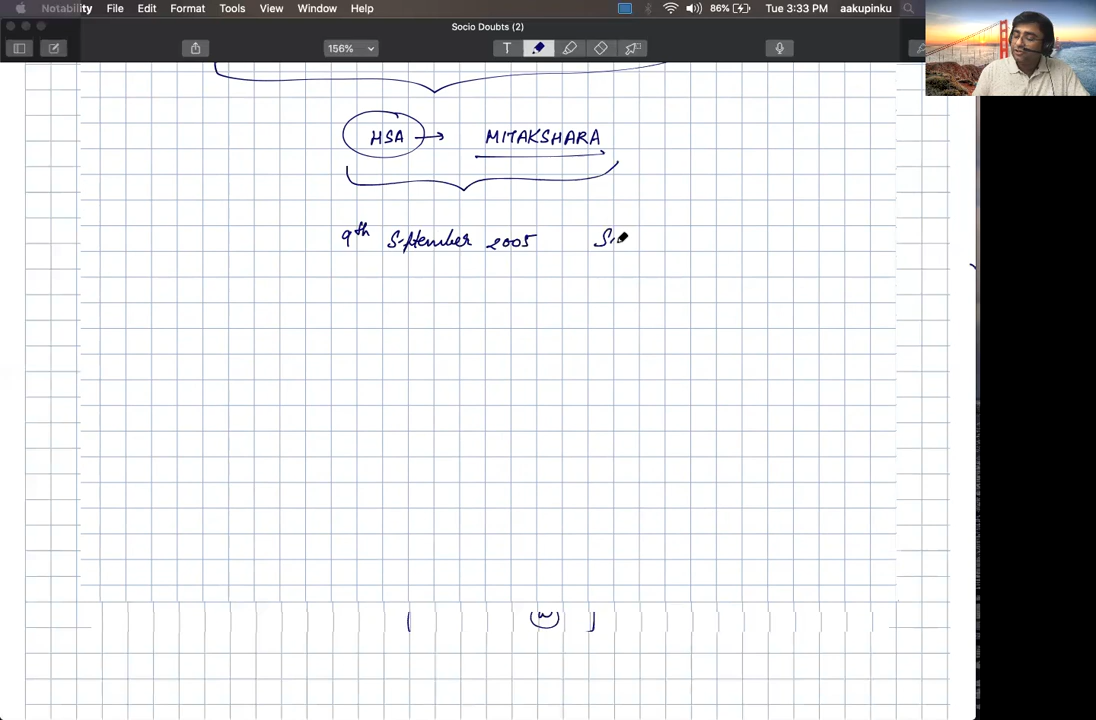 Notability File Edit Format Tools View Window Help 86% Tue 3:33 PM aakupinku
Socio Doubts (2)
156% T
HSA → MITAKSHARA
9th September 2005